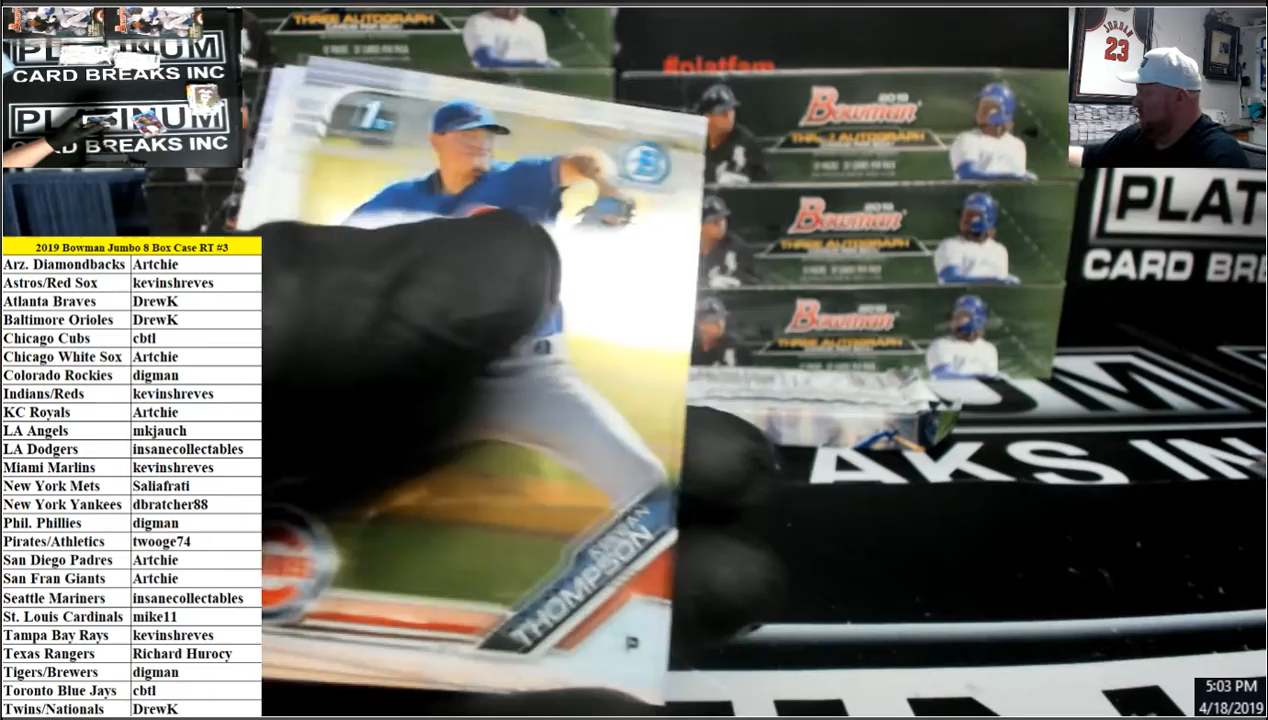 PLATINUM
CARD BREAKS INC
PLATINUM
CARD BREAKS INC
THREE AUTOGRAPH
#platfam
JORDAN
23
2019
Bowman
2019
Bowman
THREE AUTOGRAPH
2019
Bowman
THREE AUTOGRAPH
PLAT
CARD BRE
AKS IN
1st
B
THOMPSON
P
2019 Bowman Jumbo 8 Box Case RT #3
Arz. Diamondbacks Artchie
Astros/Red Sox kevinshreves
Atlanta Braves DrewK
Baltimore Orioles DrewK
Chicago Cubs cbtl
Chicago White Sox Artchie
Colorado Rockies digman
Indians/Reds kevinshreves
KC Royals Artchie
LA Angels mkjauch
LA Dodgers insanecollectables
Miami Marlins kevinshreves
New York Mets Saliafrati
New York Yankees dbratcher88
Phil. Phillies digman
Pirates/Athletics twooge74
San Diego Padres Artchie
San Fran Giants Artchie
Seattle Mariners insanecollectables
St. Louis Cardinals mike11
Tampa Bay Rays kevinshreves
Texas Rangers Richard Hurocy
Tigers/Brewers digman
Toronto Blue Jays cbtl
Twins/Nationals DrewK
5:03 PM
4/18/2019